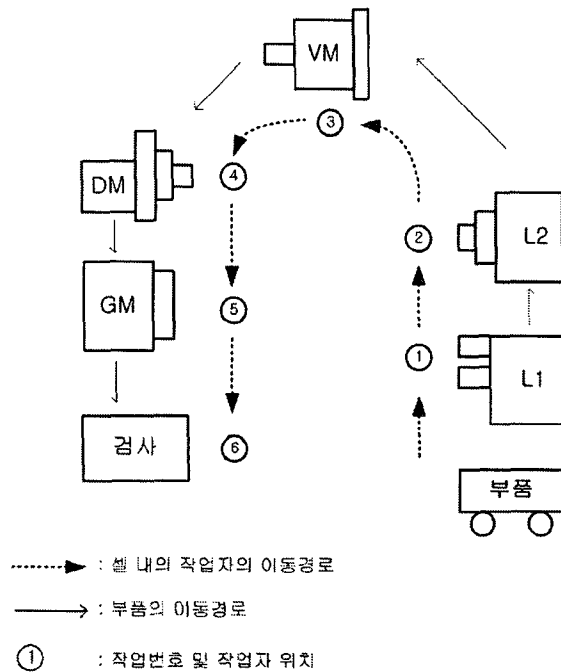 VM
③
DM
④
②
L2
GM
⑤
①
L1
검사
⑥
부품
: 셀 내의 작업자의 이동경로
: 부품의 이동경로
① : 작업번호 및 작업자 위치